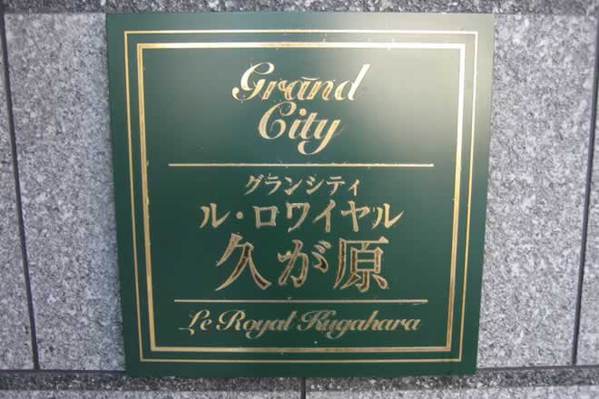 Grand
City
グランシティ
ル・ロワイヤル
久が原
Le Royal Kugahara